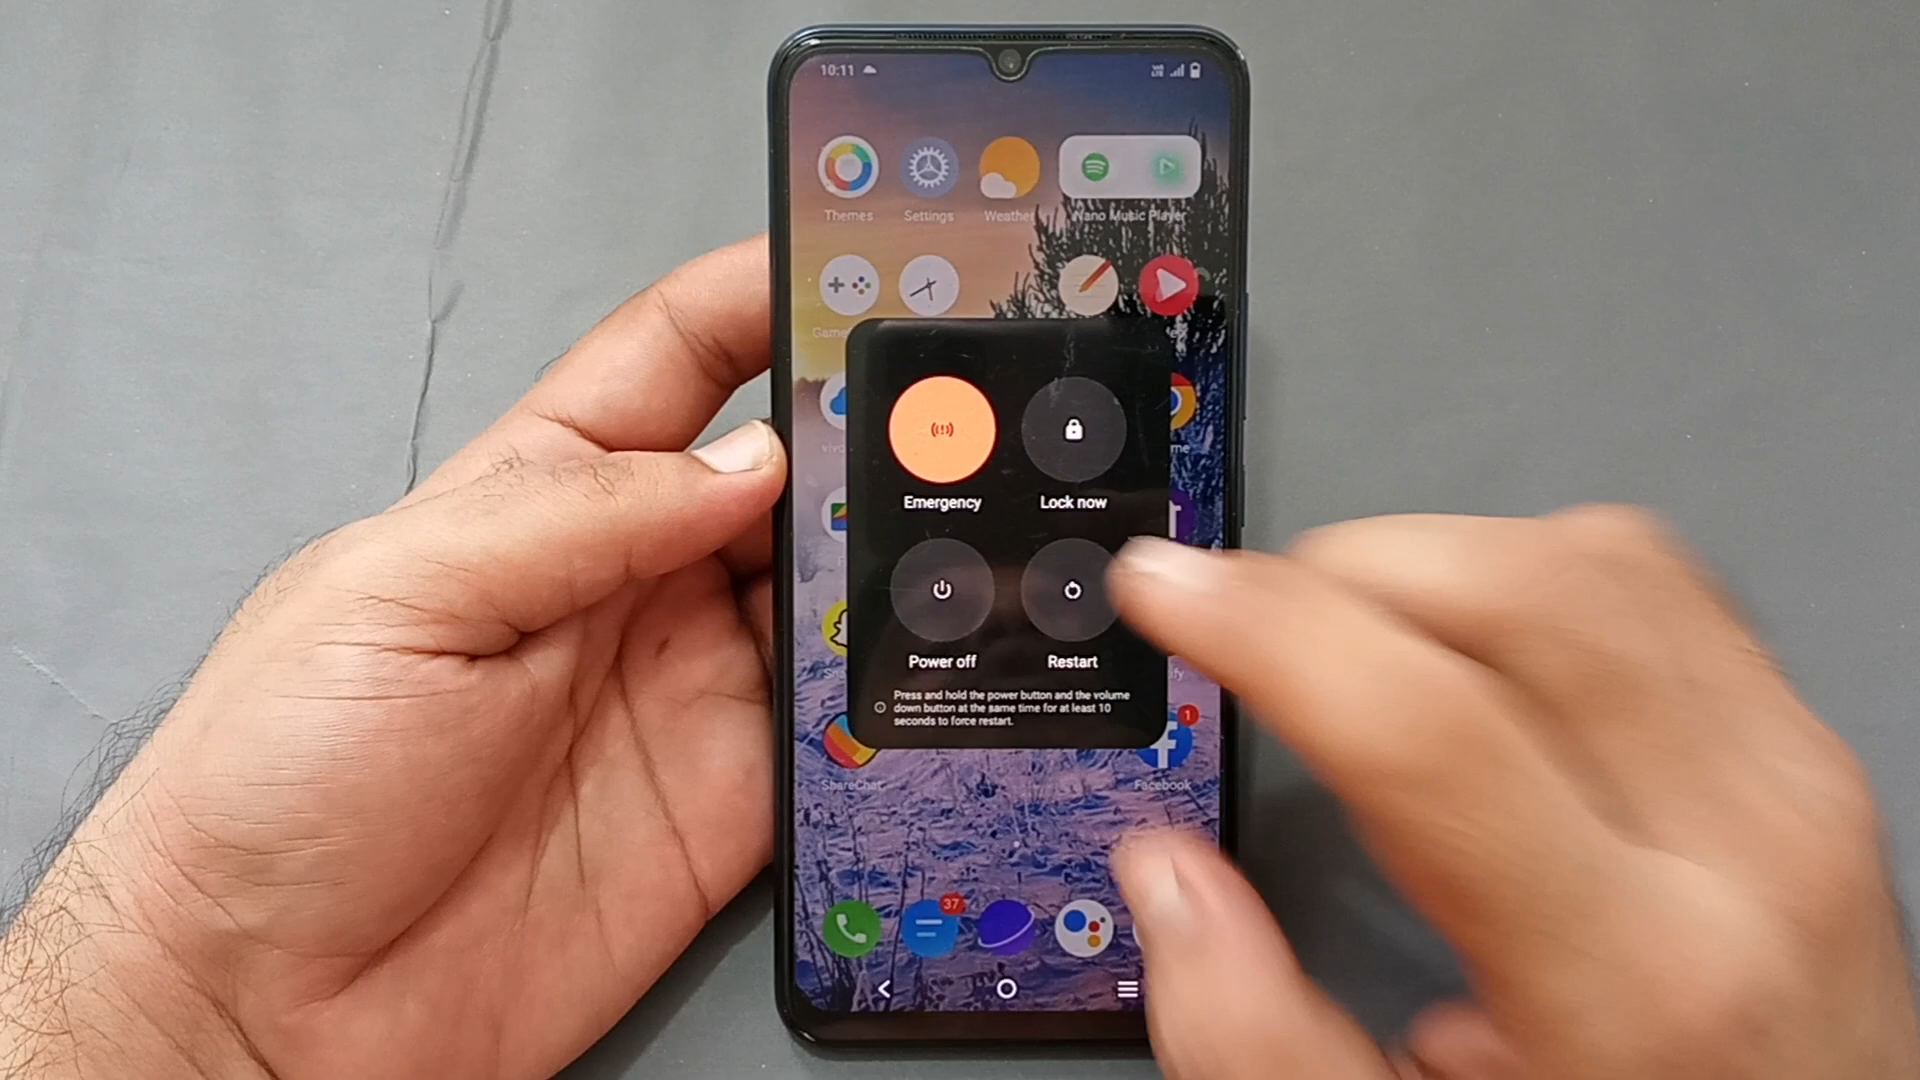 10:11
Themes
Settings
Weather
Nano Music Player
Game
Emergency
Lock now
Power off
Restart
Press and hold the power button and the volume
down button at the same time for at least 10
seconds to force restart.
1
ShareChat
Facebook
37